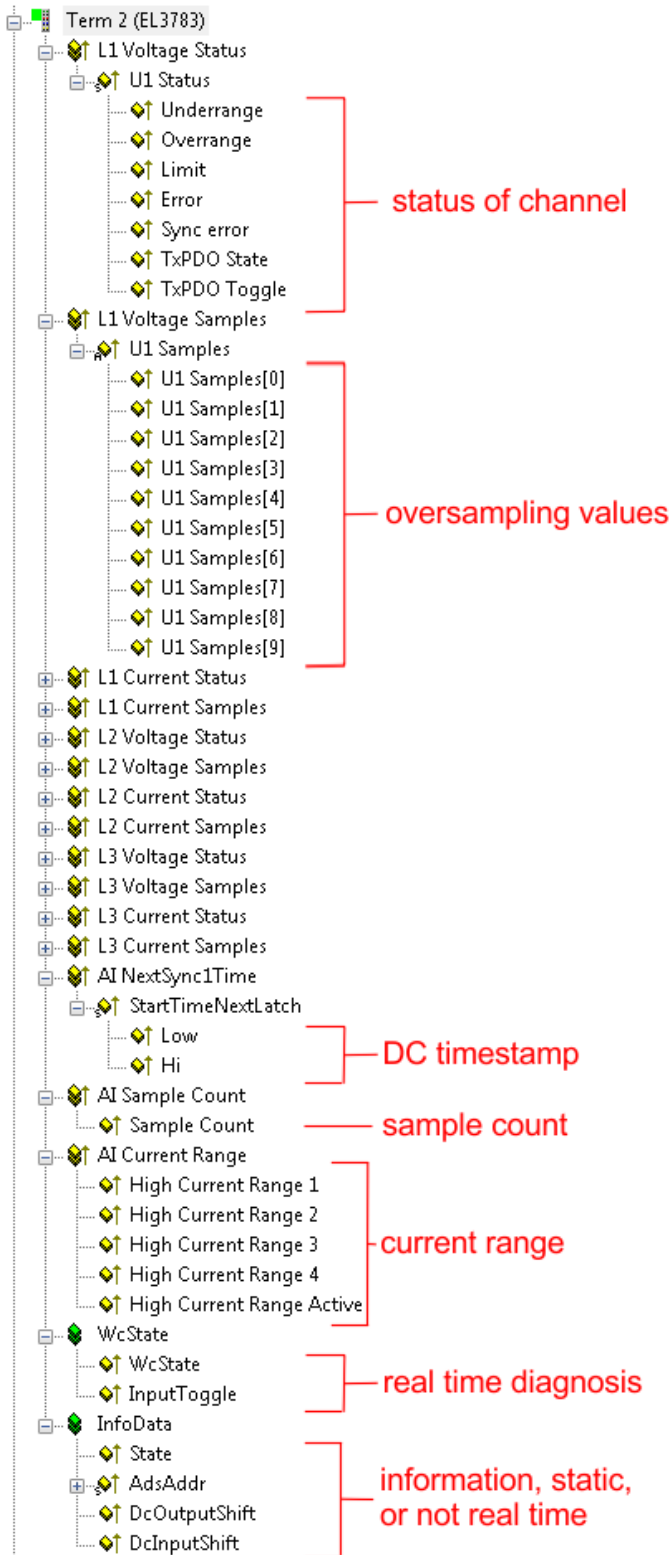 Term 2 (EL3783)
L1 Voltage Status
U1 Status
Underrange
Overrange
Limit
Error
Sync error
TxPDO State
TxPDO Toggle
status of channel
L1 Voltage Samples
U1 Samples
U1 Samples[0]
U1 Samples[1]
U1 Samples[2]
U1 Samples[3]
U1 Samples[4]
U1 Samples[5]
U1 Samples[6]
U1 Samples[7]
U1 Samples[8]
U1 Samples[9]
oversampling values
L1 Current Status
L1 Current Samples
L2 Voltage Status
L2 Voltage Samples
L2 Current Status
L2 Current Samples
L3 Voltage Status
L3 Voltage Samples
L3 Current Status
L3 Current Samples
AI NextSync1Time
StartTimeNextLatch
Low
Hi
DC timestamp
AI Sample Count
Sample Count
sample count
AI Current Range
High Current Range 1
High Current Range 2
High Current Range 3
High Current Range 4
High Current Range Active
current range
WcState
WcState
InputToggle
real time diagnosis
InfoData
State
AdsAddr
DcOutputShift
DcInputShift
information, static,
or not real time